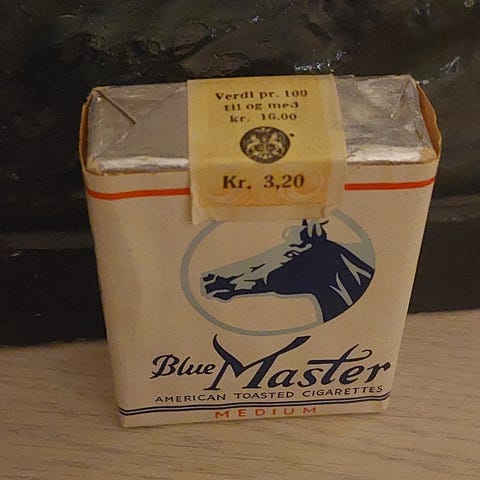 Verdi pr. 100
til og med
kr. 16.00
Kr. 3,20
Blue Master
AMERICAN TOASTED CIGARETTES
MEDIUM